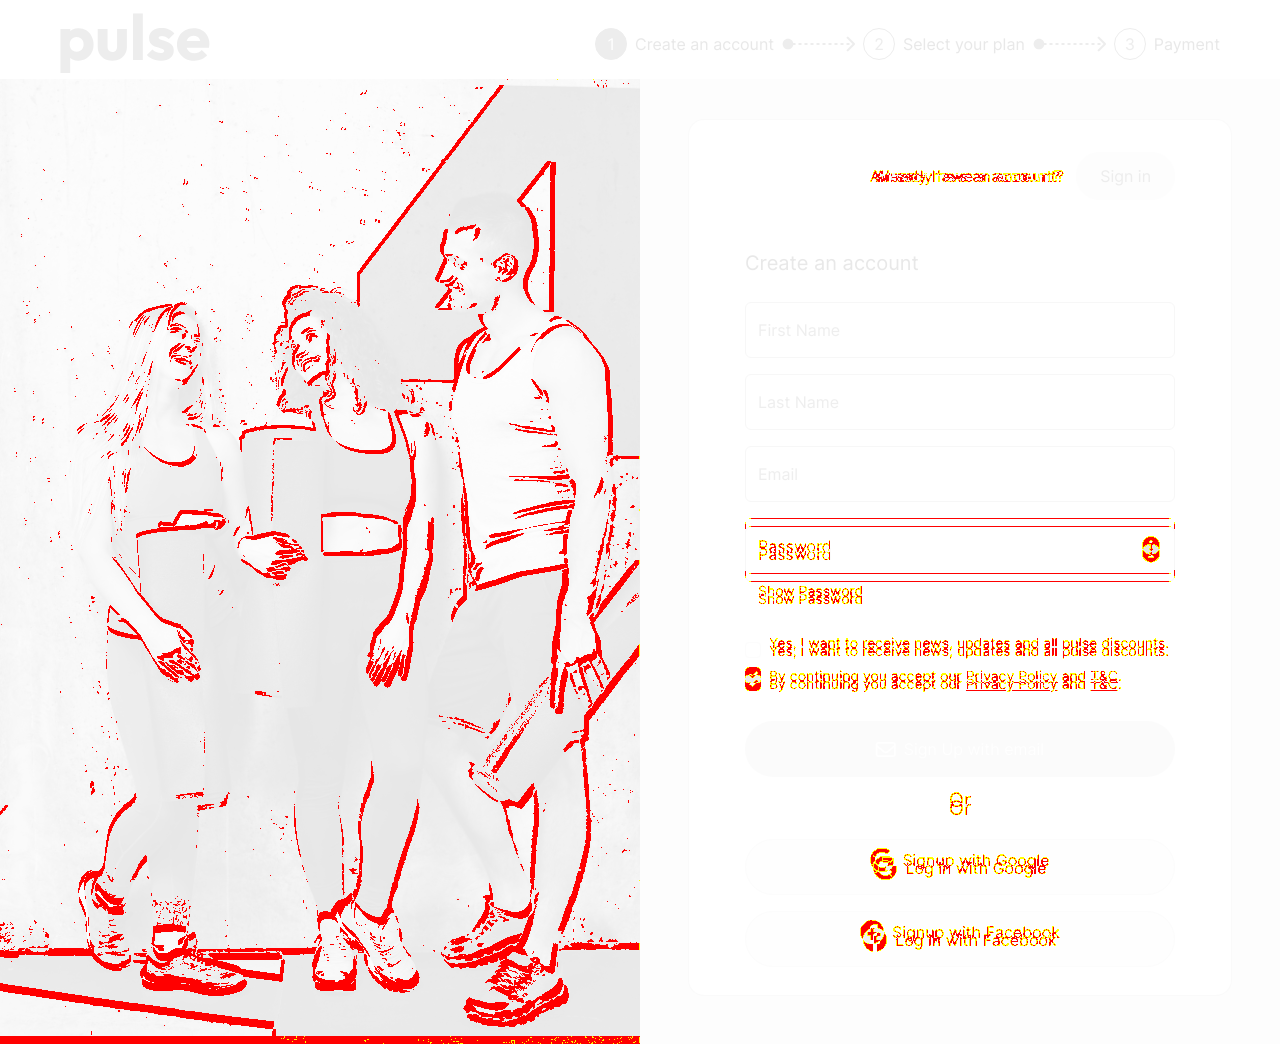 pulse
1 Create an account 2 Select your plan 3 Payment
Already have an account? Sign In
Create an account
First Name
Last Name
Email
Password
Show Password
Yes, I want to receive news, updates and all pulse discounts.
By continuing you accept our Privacy Policy and T&C.
Or
Signup with Google
Log in with Google
Signup with Facebook
Log in with Facebook